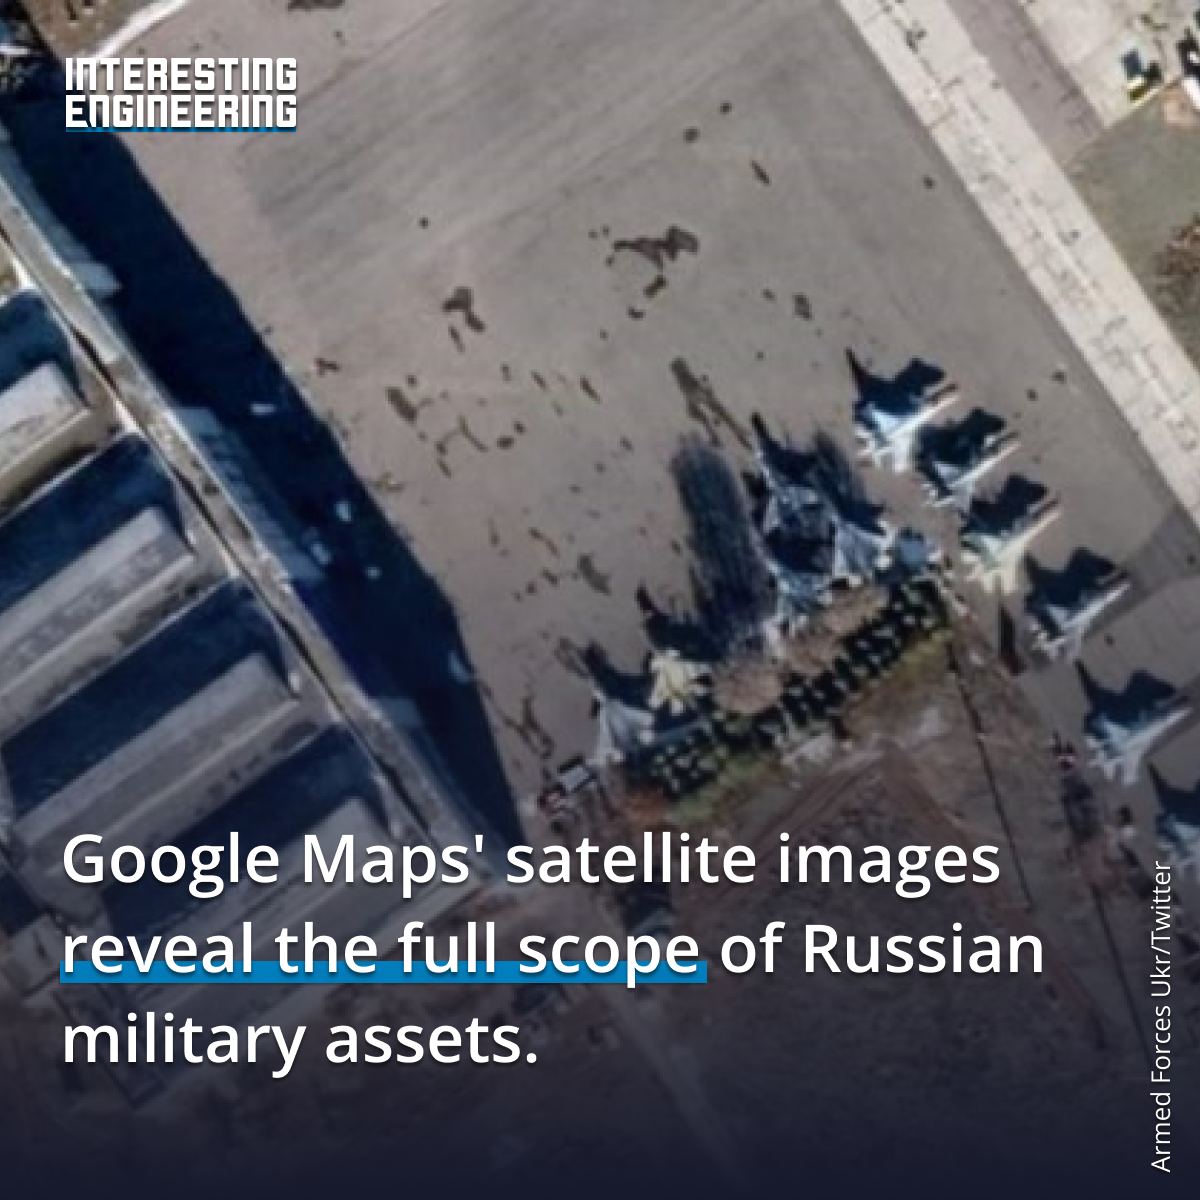 INTERESTING
ENGINEERING
Google Maps' satellite images
reveal the full scope of Russian
military assets.
Armed Forces Ukr/Twitter